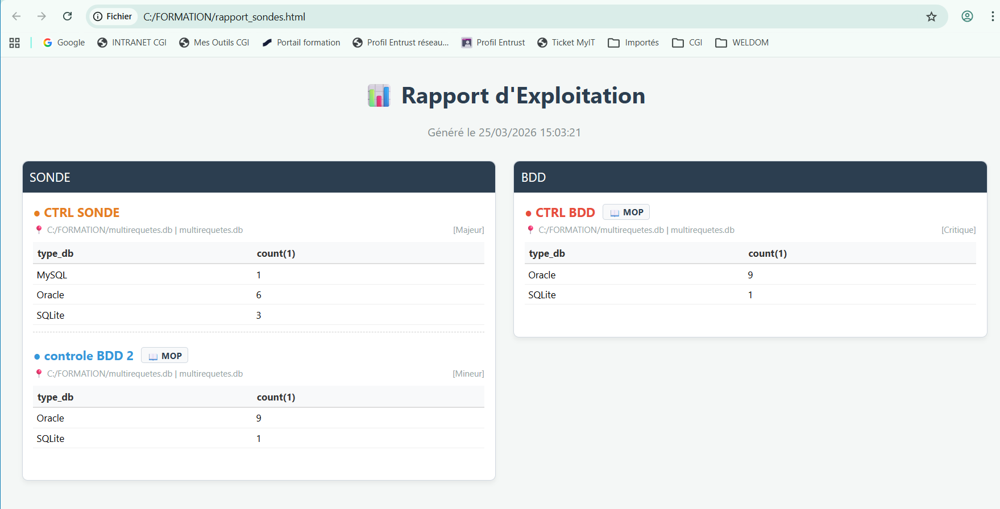 Fichier C:/FORMATION/rapport_sondes.html
Google INTRANET CGI Mes Outils CGI Portail formation Profil Entrust réseau... Profil Entrust Ticket MyIT Importés CGI WELDOM
Rapport d'Exploitation
Généré le 25/03/2026 15:03:21
SONDE
CTRL SONDE
C:/FORMATION/multirequetes.db | multirequetes.db [Majeur]
type_db count(1)
MySQL 1
Oracle 6
SQLite 3
controle BDD 2 MOP
C:/FORMATION/multirequetes.db | multirequetes.db [Mineur]
type_db count(1)
Oracle 9
SQLite 1
BDD
CTRL BDD MOP
C:/FORMATION/multirequetes.db | multirequetes.db [Critique]
type_db count(1)
Oracle 9
SQLite 1